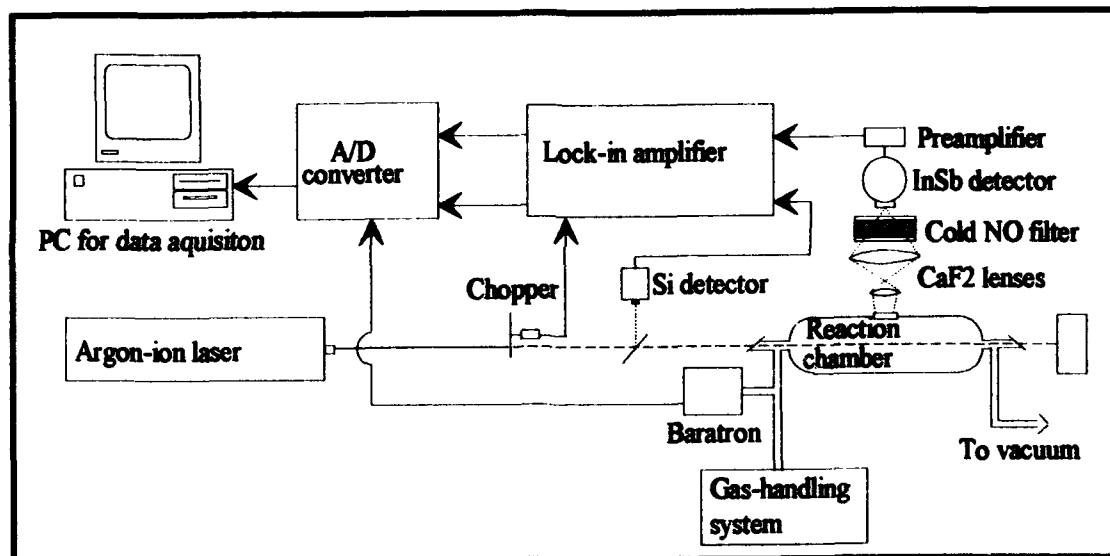 A/D
converter
Lock-in amplifier
Preamplifier
InSb detector
Cold NO filter
CaF2 lenses
PC for data aquisiton
Chopper
Si detector
Argon-ion laser
Reaction
chamber
Baratron
To vacuum
Gas-handling
system